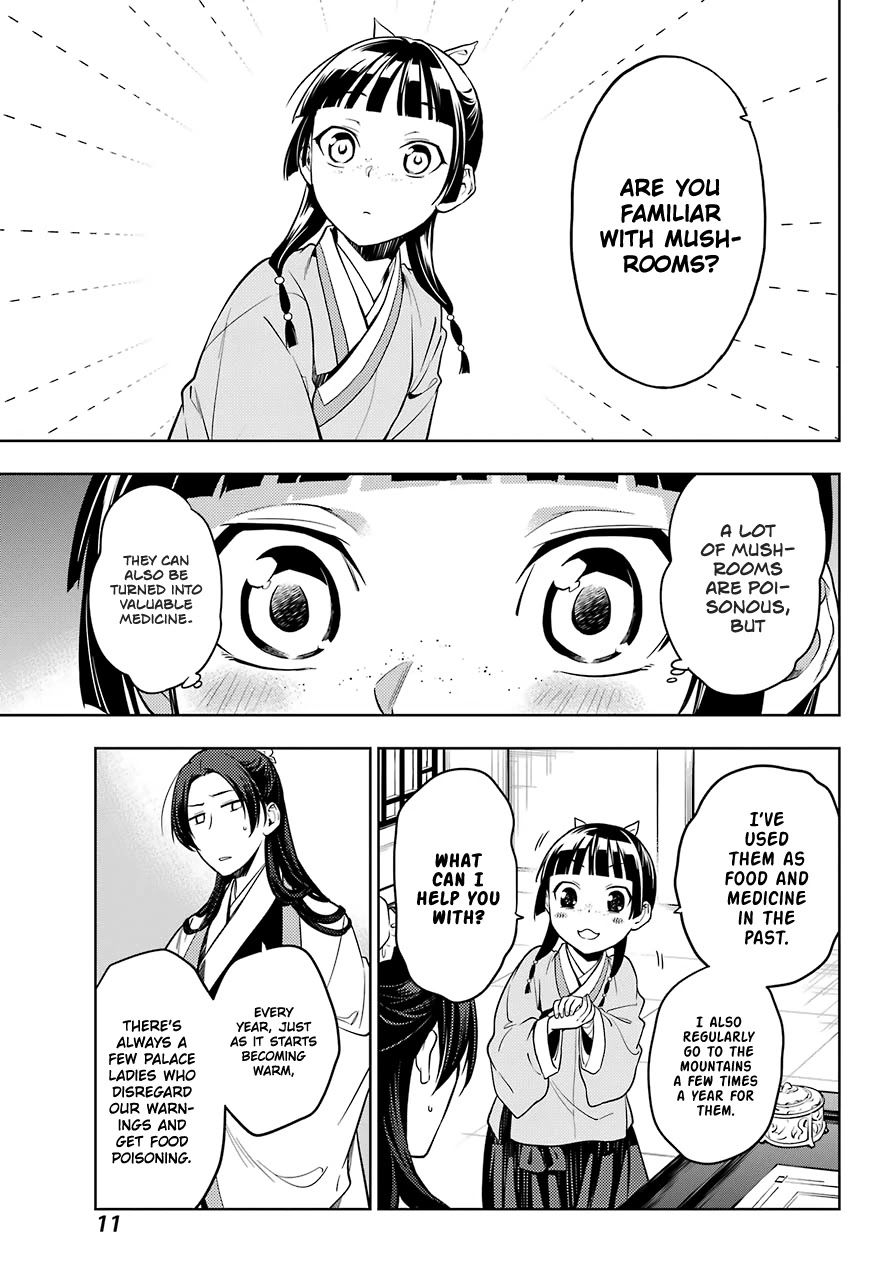 ARE YOU
FAMILIAR
WITH MUSH-
ROOMS?
A LOT
OF MUSH-
ROOMS
ARE POI-
SONOUS,
BUT
THEY CAN
ALSO BE
TURNED INTO
VALUABLE
MEDICINE.
I'VE
USED
THEM AS
FOOD AND
MEDICINE
IN THE
PAST.
I ALSO
REGULARLY
GO TO THE
MOUNTAINS
A FEW TIMES
A YEAR FOR
THEM.
WHAT
CAN I
HELP YOU
WITH?
EVERY
YEAR, JUST
AS IT STARTS
BECOMING
WARM,
THERE'S
ALWAYS A
FEW PALACE
LADIES WHO
DISREGARD
OUR WARN-
INGS AND
GET FOOD
POISONING.
11